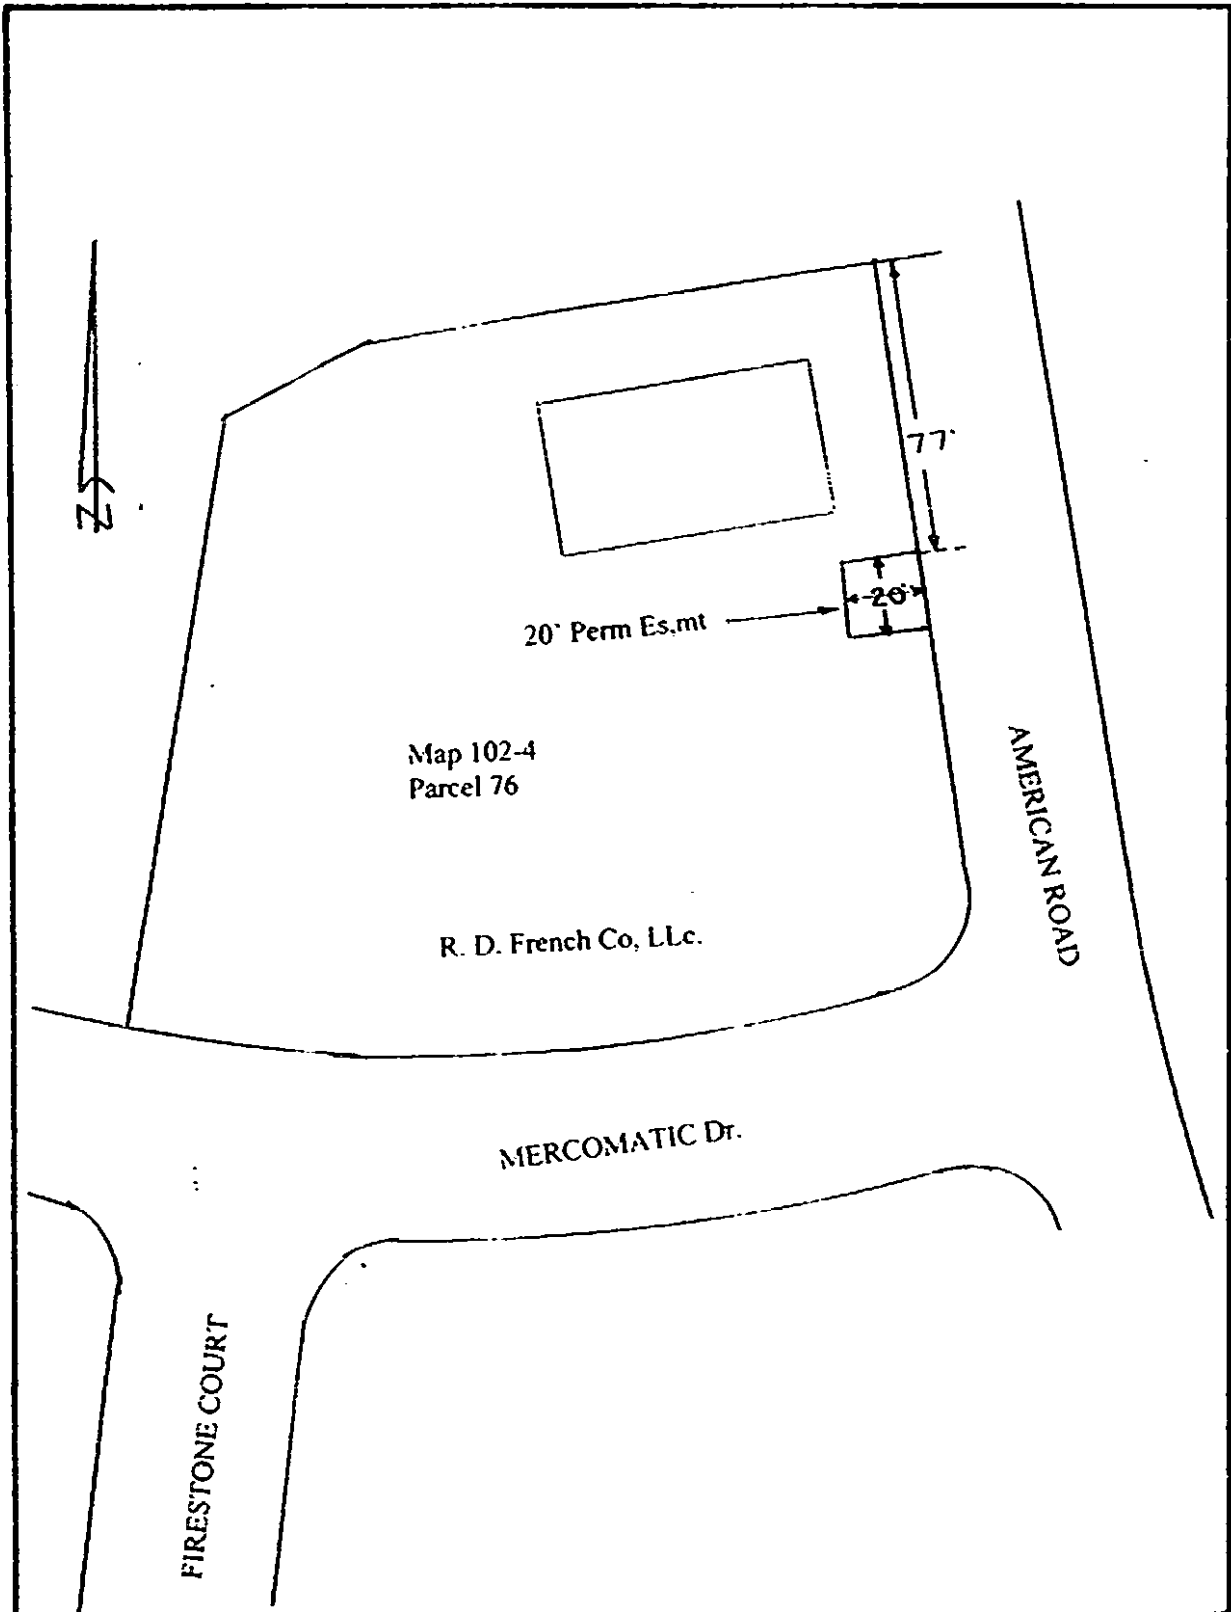 N
77'
20'
20' Perm Es,mt
Map 102-4
Parcel 76
AMERICAN ROAD
R. D. French Co, LLc.
MERCOMATIC Dr.
FIRESTONE COURT